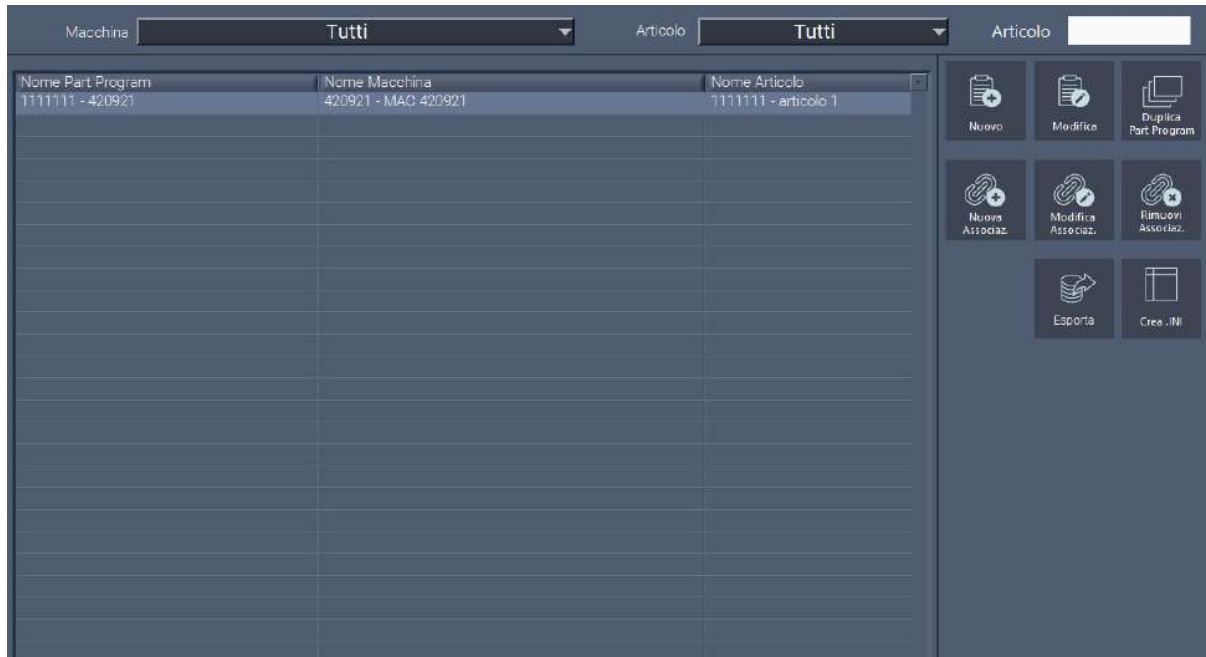 Macchina Tutti Articolo Tutti Articolo
Nome Part Program Nome Macchina Nome Articolo
1111111 - 420921 420921 - MAC 420921 1111111 - articolo 1
Nuovo Modifica Duplica
Part Program
Nuova
Associaz. Modifica
Associaz. Rimuovi
Associaz.
Esporta Crea .INI